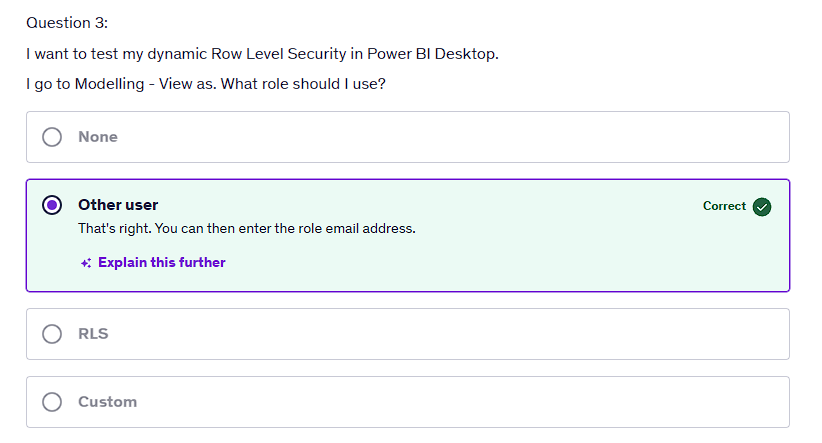 Question 3:
I want to test my dynamic Row Level Security in Power BI Desktop.
I go to Modelling - View as. What role should I use?
None
Other user
Correct
That's right. You can then enter the role email address.
Explain this further
RLS
Custom